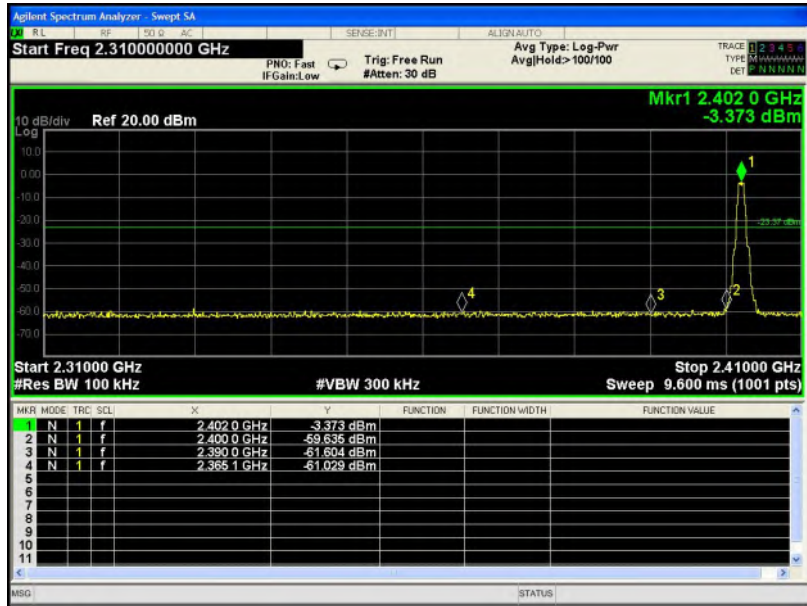 Agilent Spectrum Analyzer - Swept SA
RL RF 50 Ω AC SENSE:INT ALIGNAUTO
Start Freq 2.310000000 GHz
PNO: Fast
IFGain:Low
Trig: Free Run
#Atten: 30 dB
Avg Type: Log-Pwr
Avg|Hold:>100/100
TRACE 1 2 3 4 5 6
TYPE M
DET P N N N N N
Mkr1 2.402 0 GHz
-3.373 dBm
10 dB/div Ref 20.00 dBm
Log
10.0
0.00
-10.0
-20.0
-30.0
-40.0
-50.0
-60.0
-70.0
1
-23.37 dBm
4
3
2
Start 2.31000 GHz Stop 2.41000 GHz
#Res BW 100 kHz #VBW 300 kHz Sweep 9.600 ms (1001 pts)
MKR MODE TRC SCL X Y FUNCTION FUNCTION WIDTH FUNCTION VALUE
1 N 1 f 2.402 0 GHz -3.373 dBm
2 N 1 f 2.400 0 GHz -59.635 dBm
3 N 1 f 2.390 0 GHz -61.604 dBm
4 N 1 f 2.365 1 GHz -61.029 dBm
5
6
7
8
9
10
11
MSG STATUS